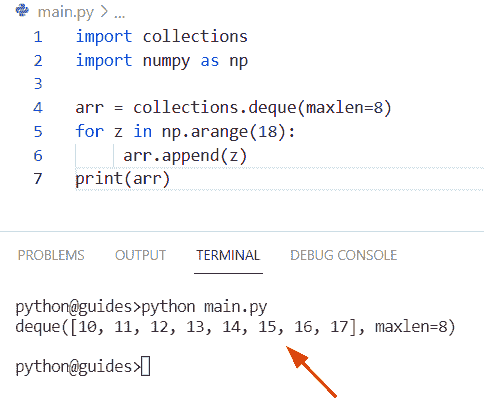 main.py > ...
1 import collections
2 import numpy as np
3
4 arr = collections.deque(maxlen=8)
5 for z in np.arange(18):
6 arr.append(z)
7 print(arr)
PROBLEMS OUTPUT TERMINAL DEBUG CONSOLE
python@guides>python main.py
deque([10, 11, 12, 13, 14, 15, 16, 17], maxlen=8)
python@guides>